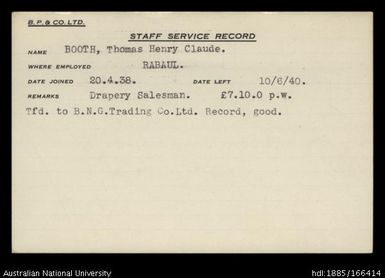 B.P.& CO. LTD.
STAFF SERVICE RECORD
NAME BOOTH, Thomas Henry Claude.
WHERE EMPLOYED RABAUL.
DATE JOINED 20.4.38. DATE LEFT 10/6/40.
REMARKS Drapery Salesman. £7.10.0 p.w.
Tfd. to B.N.G.Trading Co.Ltd. Record, good.
Australian National University
hdl:1885/166414